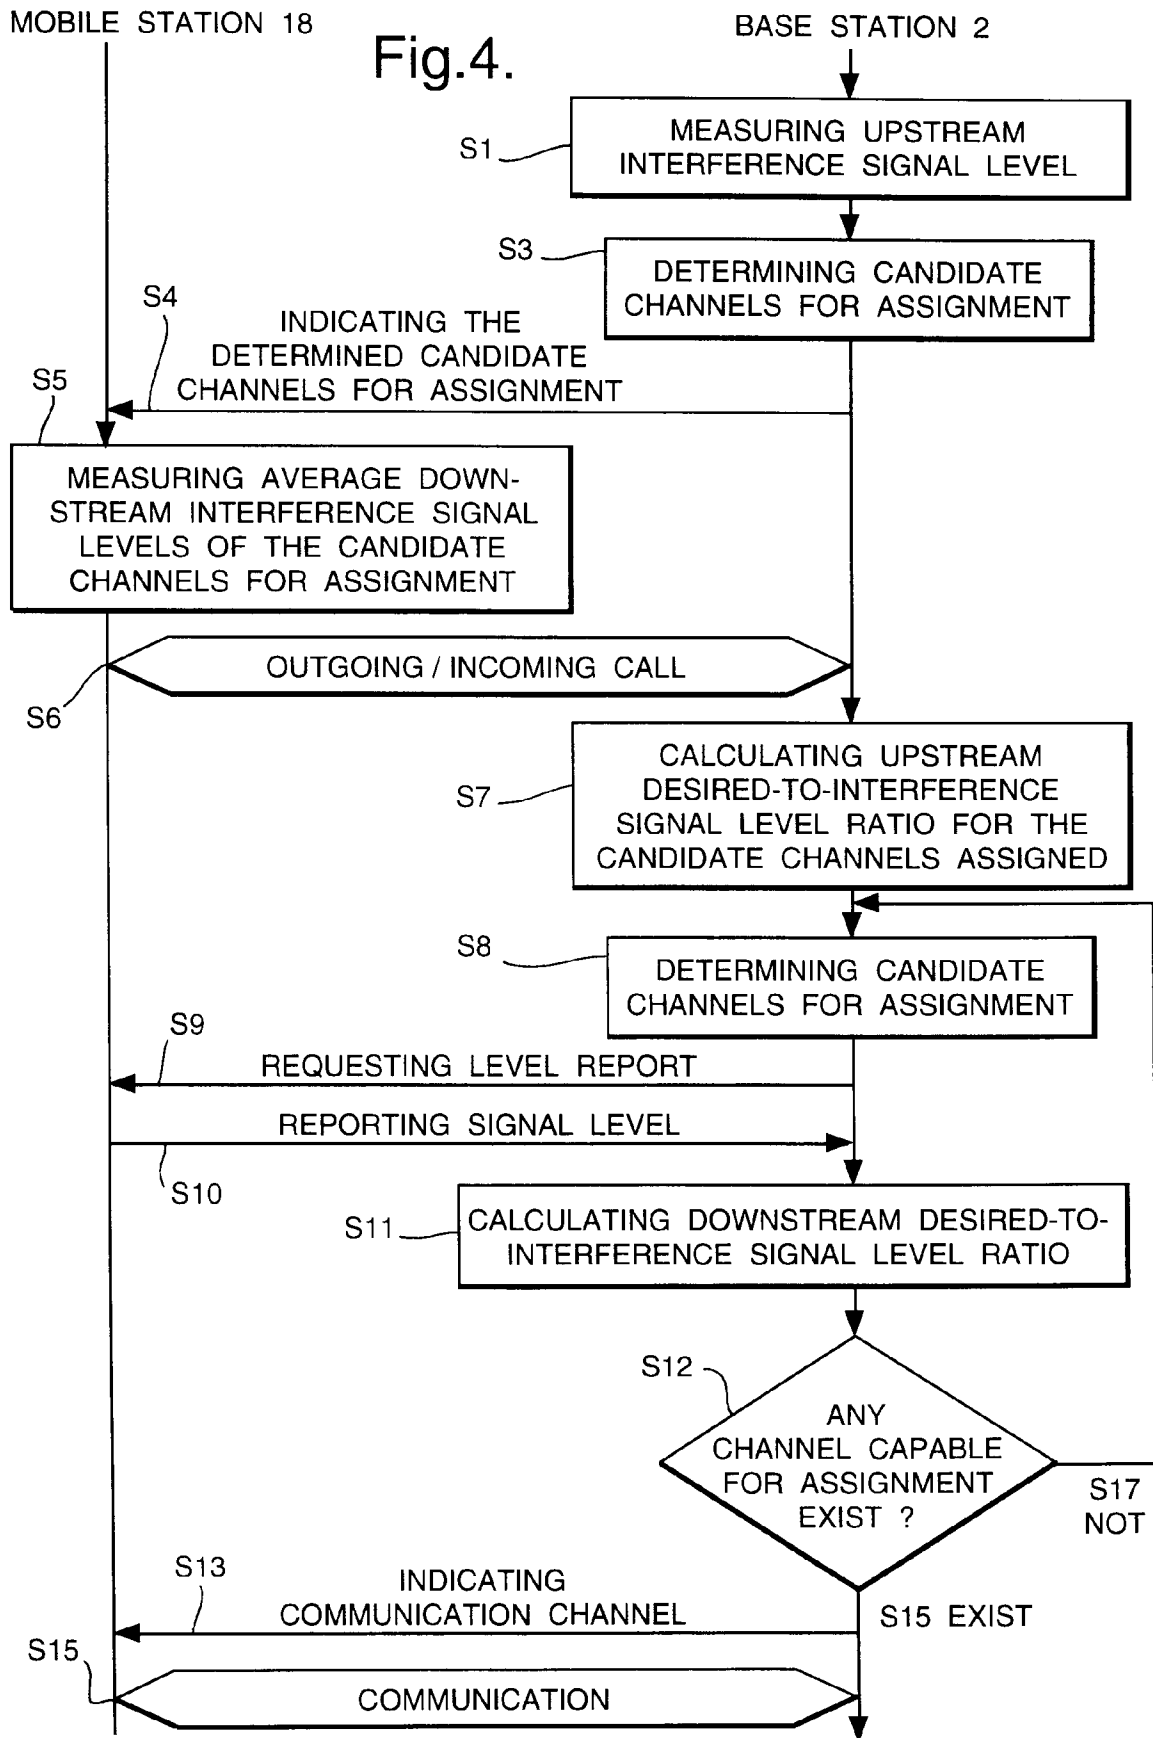 MOBILE STATION 18
Fig.4.
BASE STATION 2
S1
MEASURING UPSTREAM
INTERFERENCE SIGNAL LEVEL
S3
DETERMINING CANDIDATE
CHANNELS FOR ASSIGNMENT
S4
INDICATING THE
DETERMINED CANDIDATE
CHANNELS FOR ASSIGNMENT
S5
MEASURING AVERAGE DOWN-
STREAM INTERFERENCE SIGNAL
LEVELS OF THE CANDIDATE
CHANNELS FOR ASSIGNMENT
OUTGOING / INCOMING CALL
S6
S7
CALCULATING UPSTREAM
DESIRED-TO-INTERFERENCE
SIGNAL LEVEL RATIO FOR THE
CANDIDATE CHANNELS ASSIGNED
S8
DETERMINING CANDIDATE
CHANNELS FOR ASSIGNMENT
S9
REQUESTING LEVEL REPORT
REPORTING SIGNAL LEVEL
S10
S11
CALCULATING DOWNSTREAM DESIRED-TO-
INTERFERENCE SIGNAL LEVEL RATIO
S12
ANY
CHANNEL CAPABLE
FOR ASSIGNMENT
EXIST ?
S17
NOT
S13
INDICATING
COMMUNICATION CHANNEL
S15 EXIST
S15
COMMUNICATION